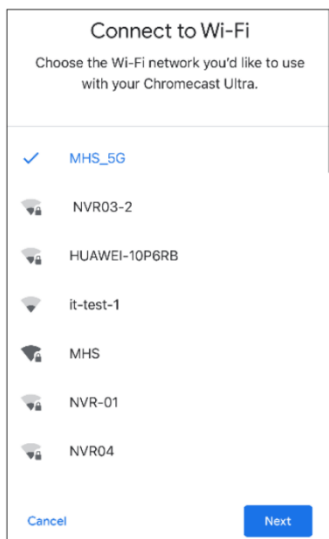 Connect to Wi-Fi
Choose the Wi-Fi network you'd like to use
with your Chromecast Ultra.
MHS_5G
NVR03-2
HUAWEI-10P6RB
it-test-1
MHS
NVR-01
NVR04
Cancel
Next